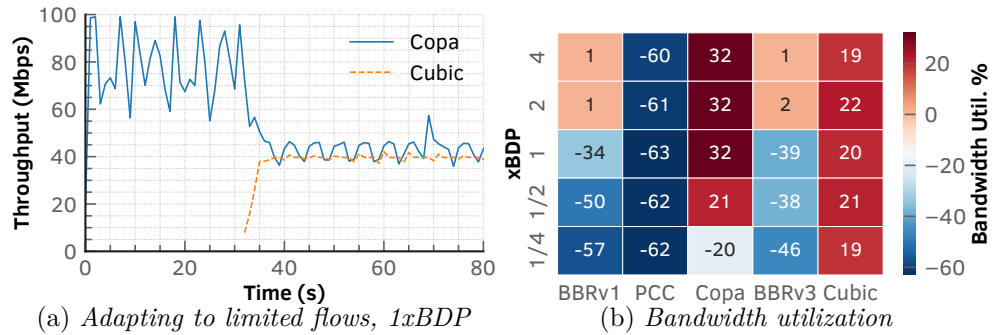 Throughput (Mbps)
100
80
60
40
20
0
Copa
Cubic
0 20 40 60 80
Time (s)
(a) Adapting to limited flows, 1xBDP
xBDP
4 1 -60 32 1 19
2 1 -61 32 2 22
1 -34 -63 32 -39 20
1/2 -50 -62 21 -38 21
1/4 -57 -62 -20 -46 19
BBRv1 PCC Copa BBRv3 Cubic
20
0
−20
−40
−60
Bandwidth Util. %
(b) Bandwidth utilization